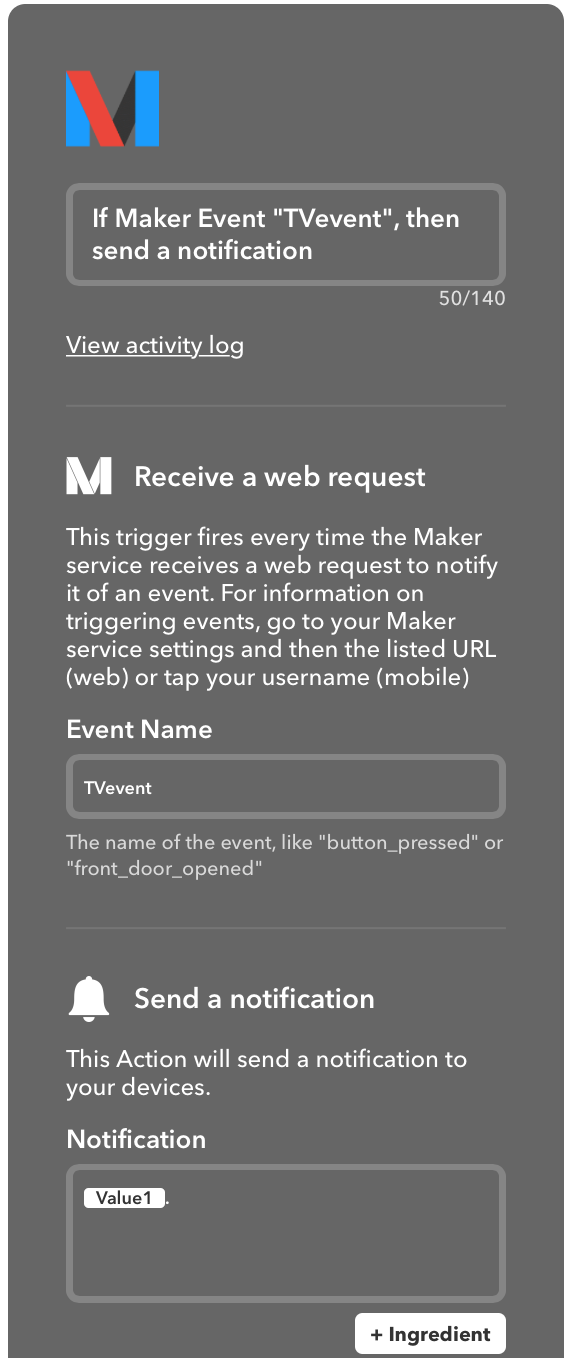 If Maker Event "TVevent", then
send a notification
50/140
View activity log
Receive a web request
This trigger fires every time the Maker
service receives a web request to notify
it of an event. For information on
triggering events, go to your Maker
service settings and then the listed URL
(web) or tap your username (mobile)
Event Name
TVevent
The name of the event, like "button_pressed" or
"front_door_opened"
Send a notification
This Action will send a notification to
your devices.
Notification
Value1 .
+ Ingredient